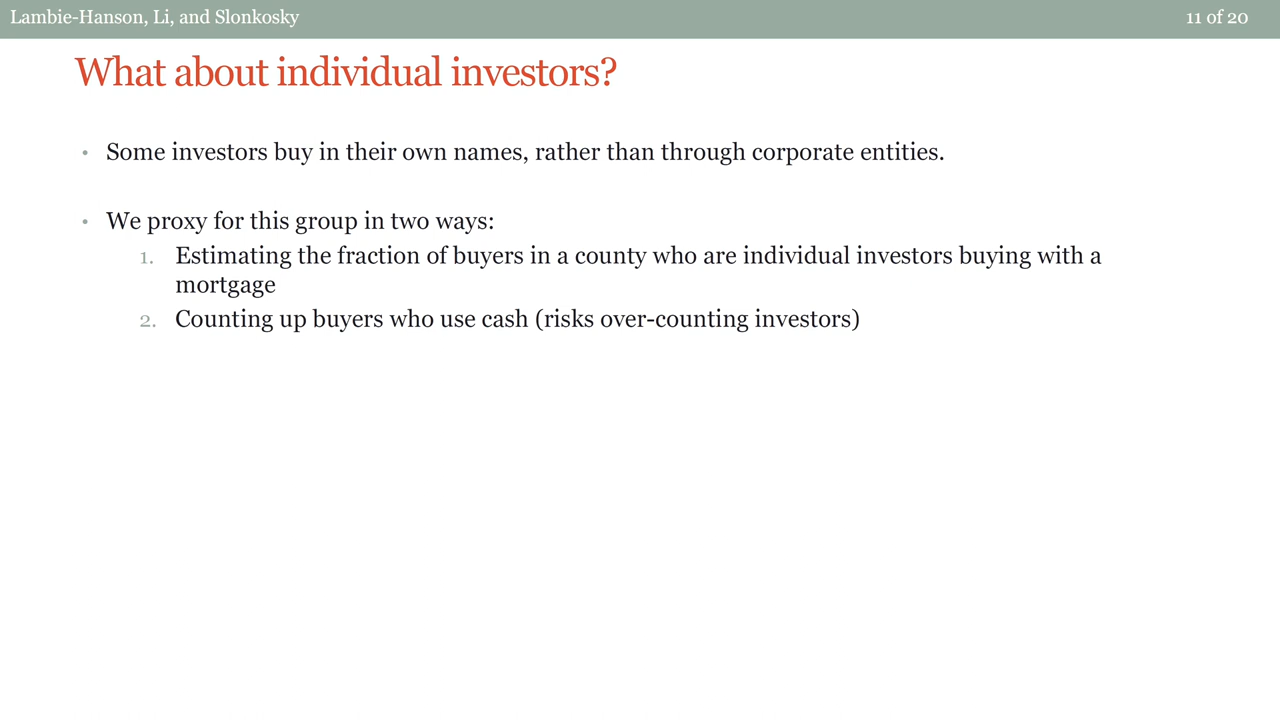 Lambie-Hanson, Li, and Slonkosky
11 of 20
What about individual investors?
• Some investors buy in their own names, rather than through corporate entities.
• We proxy for this group in two ways:
1. Estimating the fraction of buyers in a county who are individual investors buying with a
mortgage
2. Counting up buyers who use cash (risks over-counting investors)